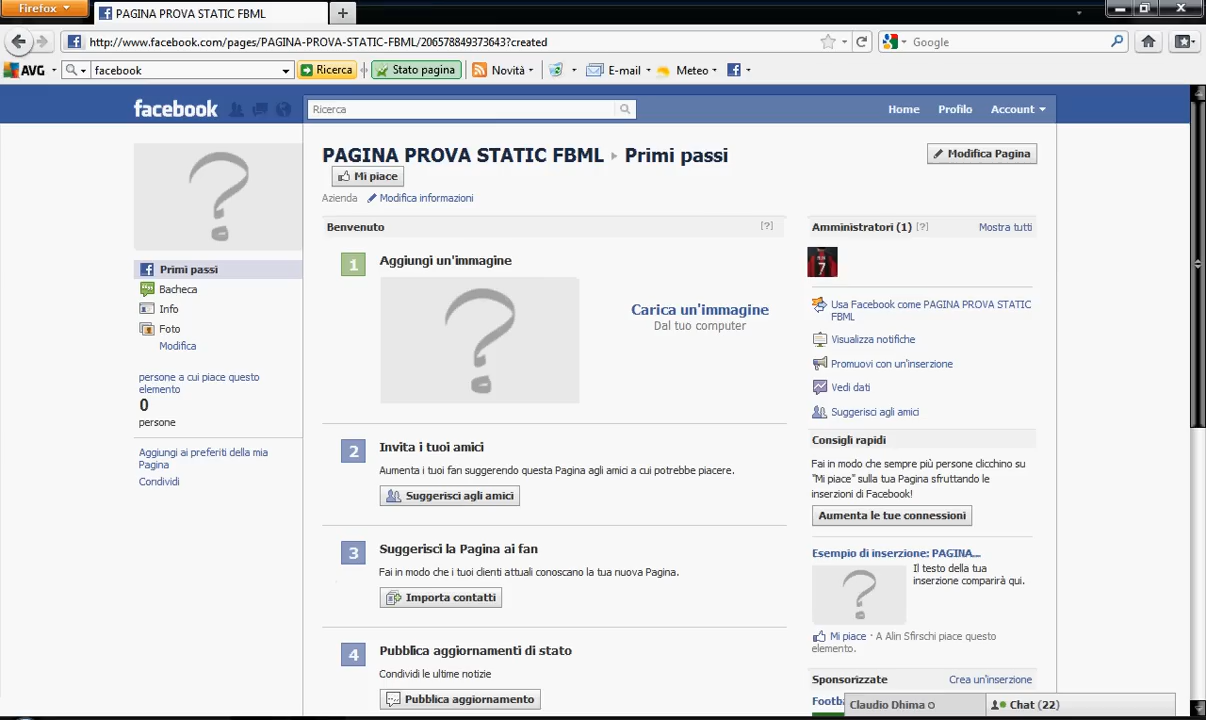 Firefox
PAGINA PROVA STATIC FBML
http://www.facebook.com/pages/PAGINA-PROVA-STATIC-FBML/206578849373643?created
Google
AVG
facebook
Ricerca
Stato pagina
Novità
E-mail
Meteo
facebook
Ricerca
Home
Profilo
Account
PAGINA PROVA STATIC FBML ▸ Primi passi
Modifica Pagina
Mi piace
Azienda
Modifica informazioni
Primi passi
Bacheca
Info
Foto
Modifica
persone a cui piace questo
elemento
0
persone
Aggiungi ai preferiti della mia
Pagina
Condividi
Benvenuto
[?]
1
Aggiungi un'immagine
Carica un'immagine
Dal tuo computer
2
Invita i tuoi amici
Aumenta i tuoi fan suggerendo questa Pagina agli amici a cui potrebbe piacere.
Suggerisci agli amici
3
Suggerisci la Pagina ai fan
Fai in modo che i tuoi clienti attuali conoscano la tua nuova Pagina.
Importa contatti
4
Pubblica aggiornamenti di stato
Condividi le ultime notizie
Pubblica aggiornamento
Amministratori (1) [?]
Mostra tutti
7
Usa Facebook come PAGINA PROVA STATIC
FBML
Visualizza notifiche
Promuovi con un'inserzione
Vedi dati
Suggerisci agli amici
Consigli rapidi
Fai in modo che sempre più persone clicchino su
"Mi piace" sulla tua Pagina sfruttando le
inserzioni di Facebook!
Aumenta le tue connessioni
Esempio di inserzione: PAGINA...
Il testo della tua
inserzione comparirà qui.
Mi piace · A Alin Sfirschi piace questo
elemento.
Sponsorizzate
Crea un'inserzione
Claudio Dhima
Chat (22)